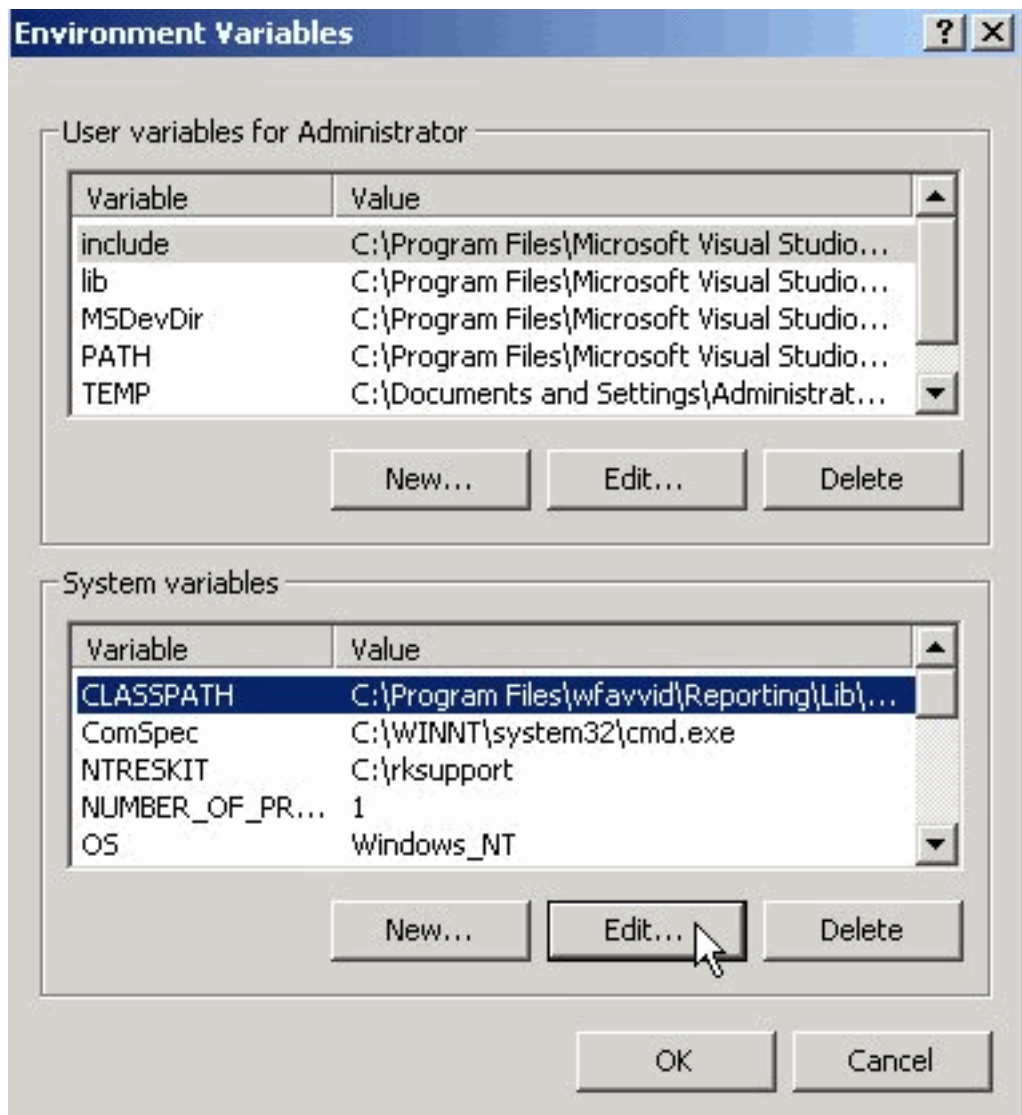 Environment Variables
User variables for Administrator
Variable Value
include C:\Program Files\Microsoft Visual Studio...
lib C:\Program Files\Microsoft Visual Studio...
MSDevDir C:\Program Files\Microsoft Visual Studio...
PATH C:\Program Files\Microsoft Visual Studio...
TEMP C:\Documents and Settings\Administrat...
New... Edit... Delete
System variables
Variable Value
CLASSPATH C:\Program Files\wfavvid\Reporting\Lib\...
ComSpec C:\WINNT\system32\cmd.exe
NTRESKIT C:\rksupport
NUMBER_OF_PR... 1
OS Windows_NT
New... Edit... Delete
OK Cancel